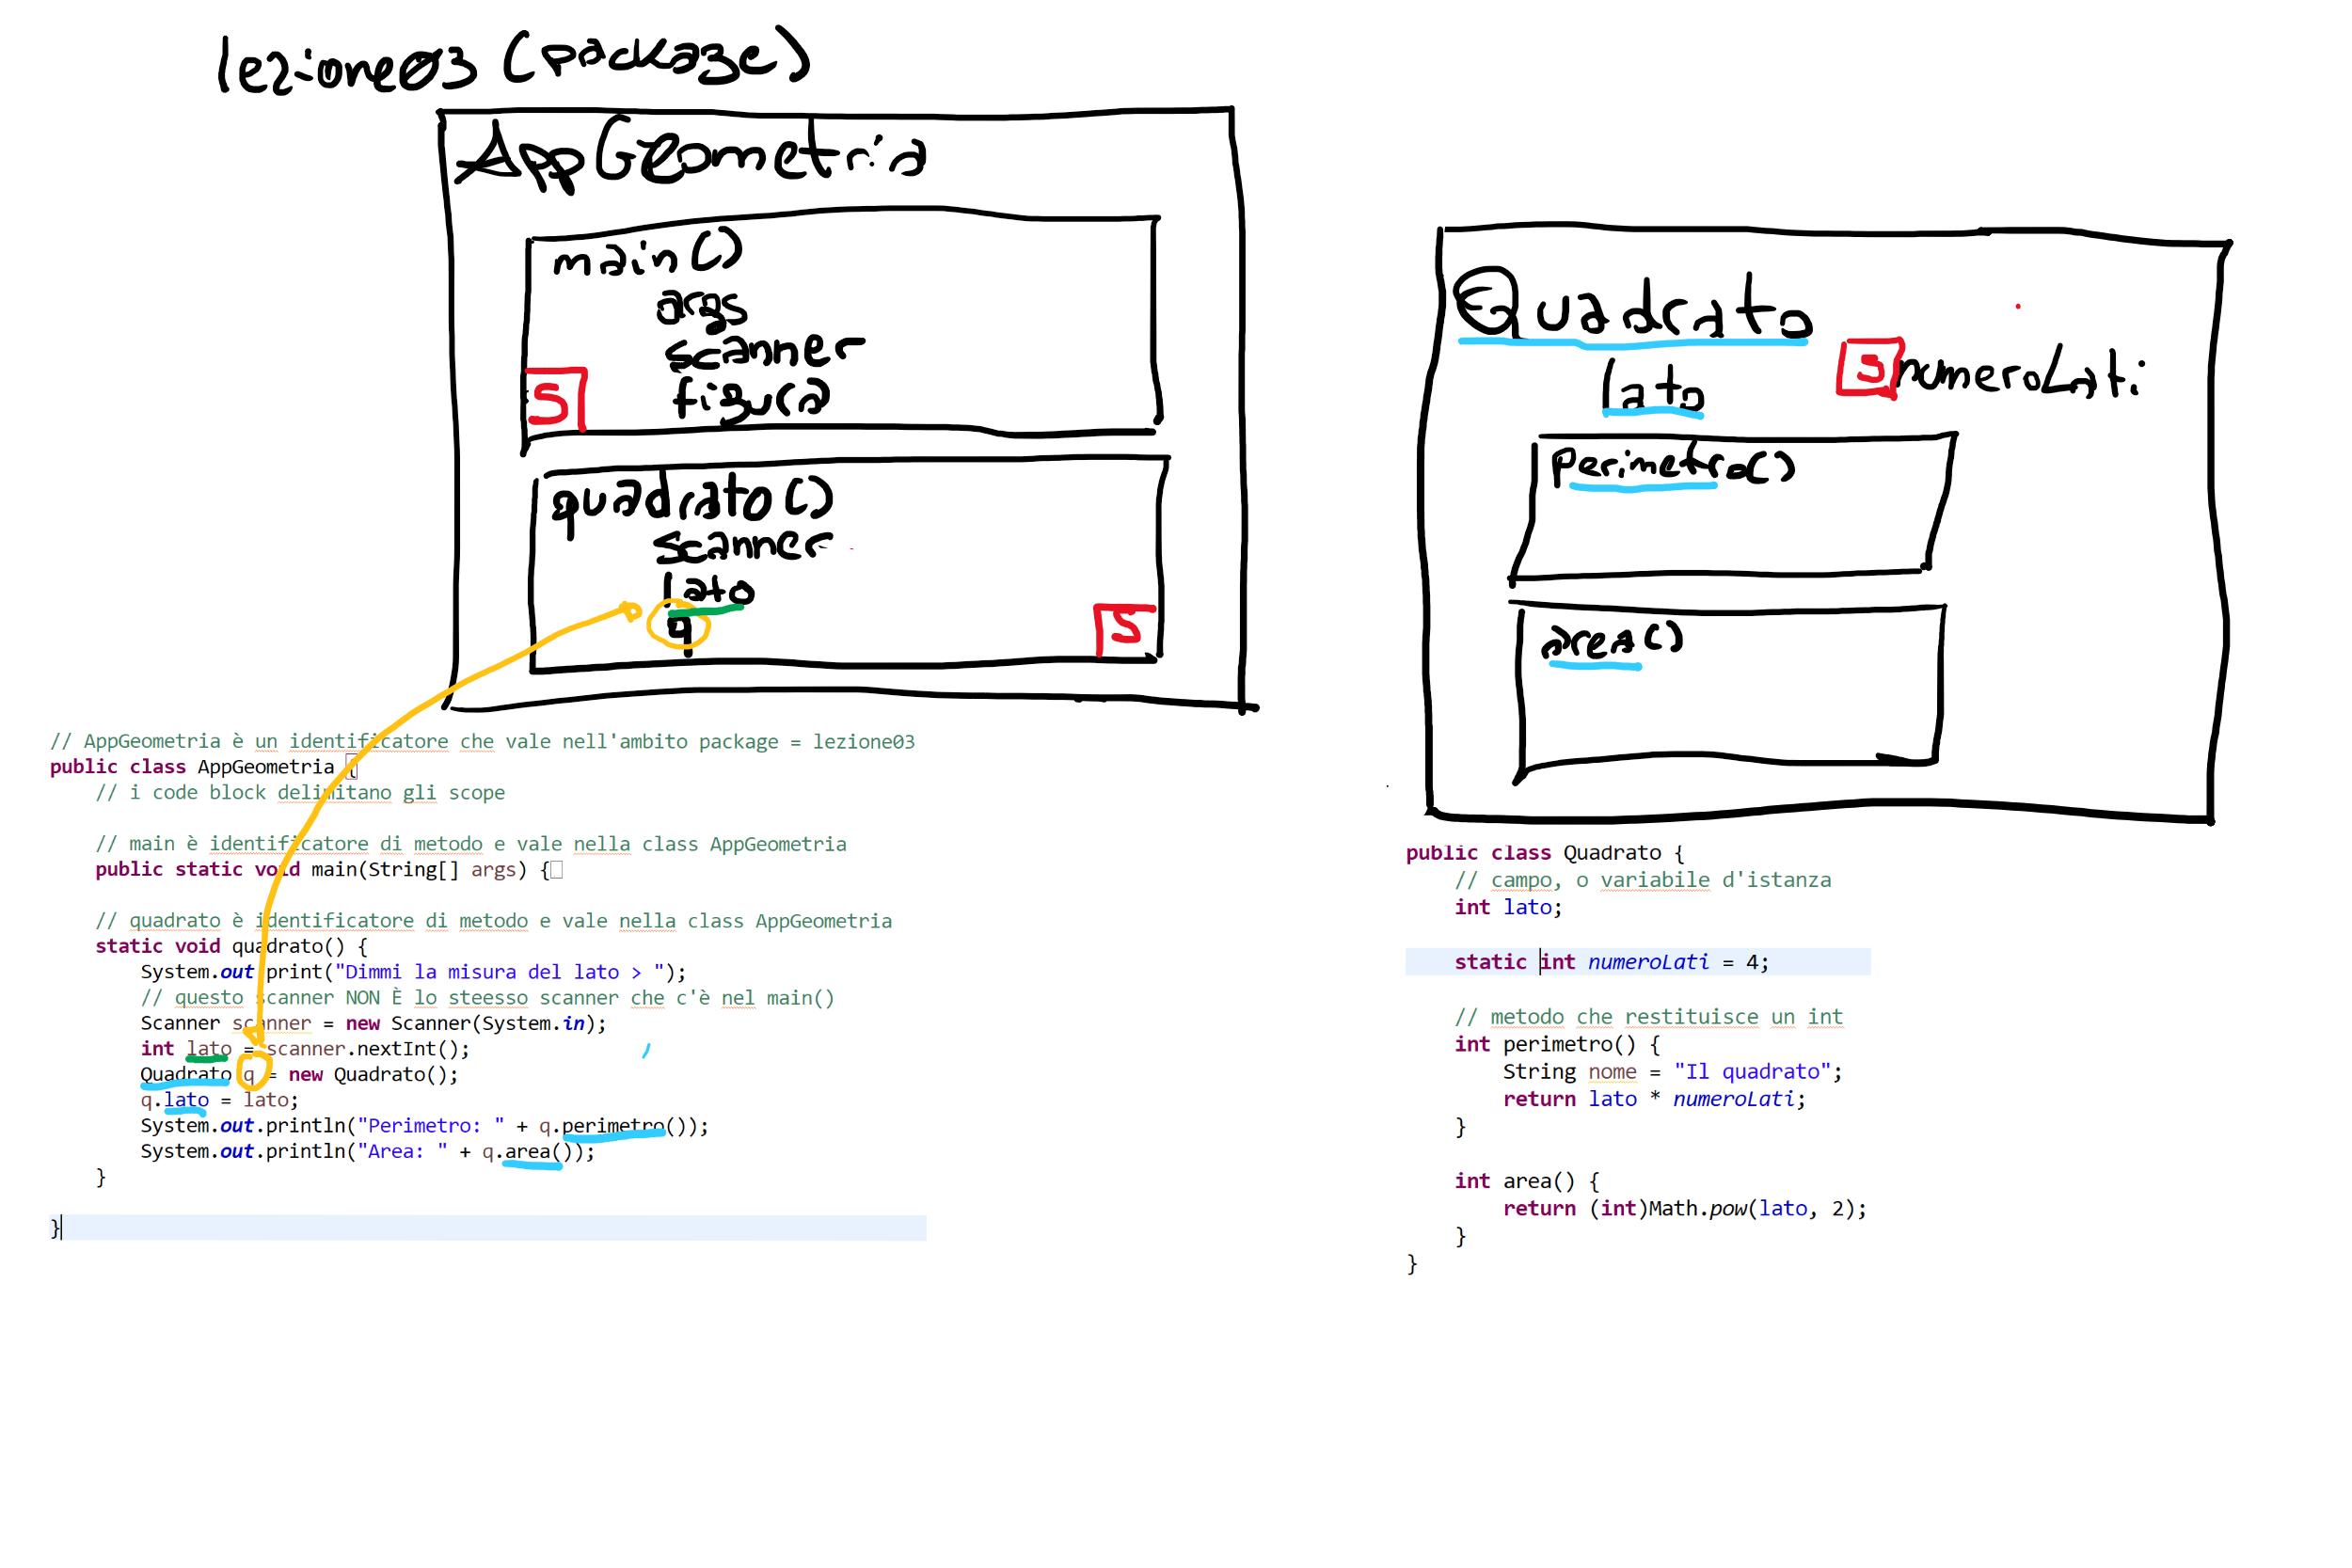 lezione03 (package)
AppGeometria
main()
args
scanner
figura
S
quadrato()
scanner
lato
q
S
Quadrato
lato
S numeroLati
perimetro()
area()
// AppGeometria è un identificatore che vale nell'ambito package = lezione03
public class AppGeometria {
// i code block delimitano gli scope
// main è identificatore di metodo e vale nella class AppGeometria
public static void main(String[] args) {
// quadrato è identificatore di metodo e vale nella class AppGeometria
static void quadrato() {
System.out.print("Dimmi la misura del lato > ");
// questo scanner NON È lo steesso scanner che c'è nel main()
Scanner scanner = new Scanner(System.in);
int lato = scanner.nextInt();
Quadrato q = new Quadrato();
q.lato = lato;
System.out.println("Perimetro: " + q.perimetro());
System.out.println("Area: " + q.area());
}
}
public class Quadrato {
// campo, o variabile d'istanza
int lato;
static int numeroLati = 4;
// metodo che restituisce un int
int perimetro() {
String nome = "Il quadrato";
return lato * numeroLati;
}
int area() {
return (int)Math.pow(lato, 2);
}
}